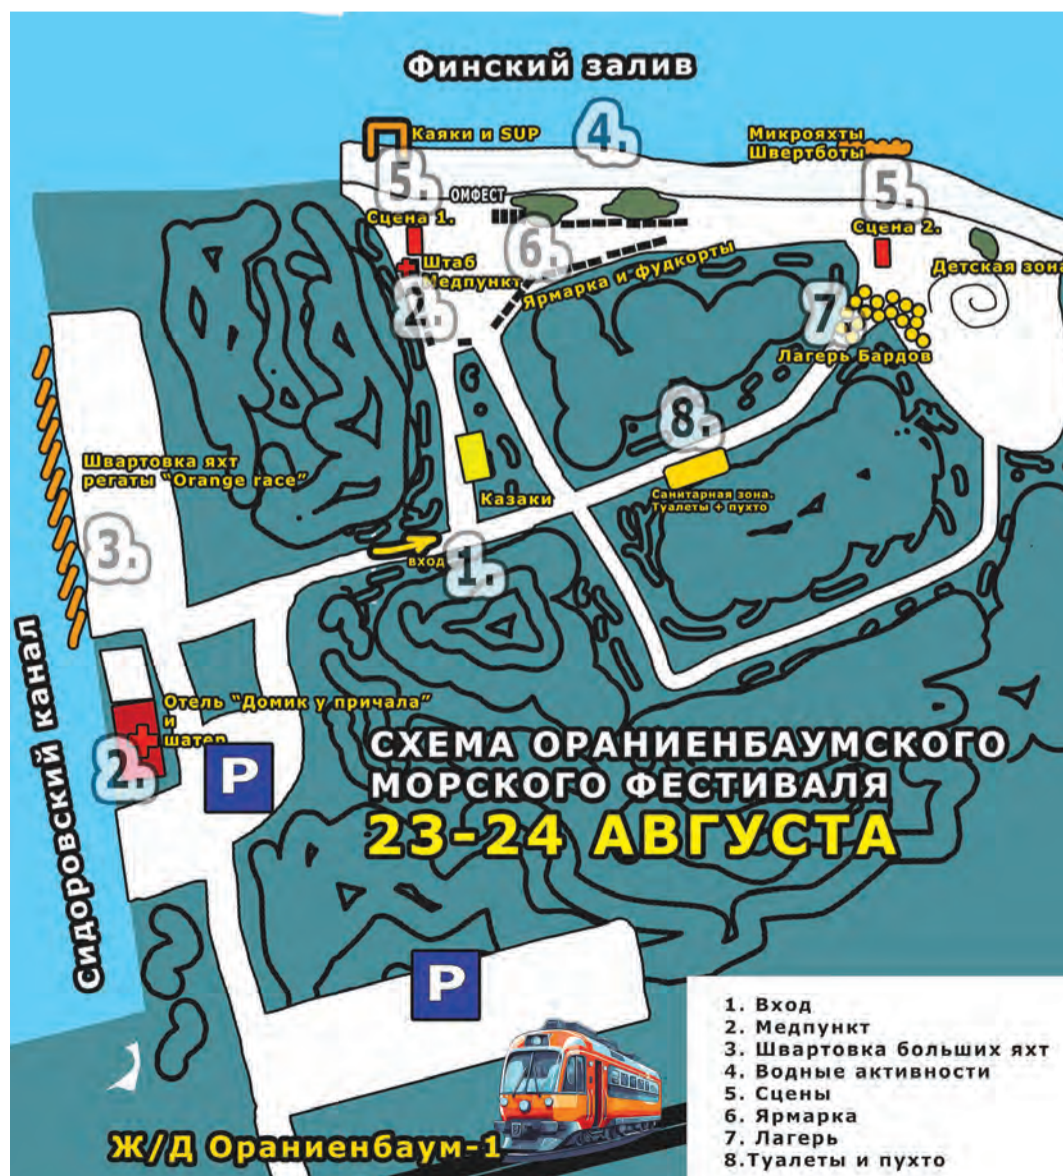 Финский залив
Каяки и SUP
4.
Микрояхты
Швертботы
5.
5.
ОМФЕСТ
Сцена 1.
Сцена 2.
6.
Штаб
Медпункт
Детская зона
2.
Ярмарка и фудкорты
7.
Лагерь Бардов
8.
Швартовка яхт
регаты "Orange race"
Казаки
Санитарная зона.
Туалеты + пухто
3.
вход
1.
Сидоровский канал
Отель "Домик у причала"
и
шатер
2.
P
СХЕМА ОРАНИЕНБАУМСКОГО
МОРСКОГО ФЕСТИВАЛЯ
23-24 АВГУСТА
P
Ж/Д Ораниенбаум-1
1. Вход
2. Медпункт
3. Швартовка больших яхт
4. Водные активности
5. Сцены
6. Ярмарка
7. Лагерь
8.Туалеты и пухто